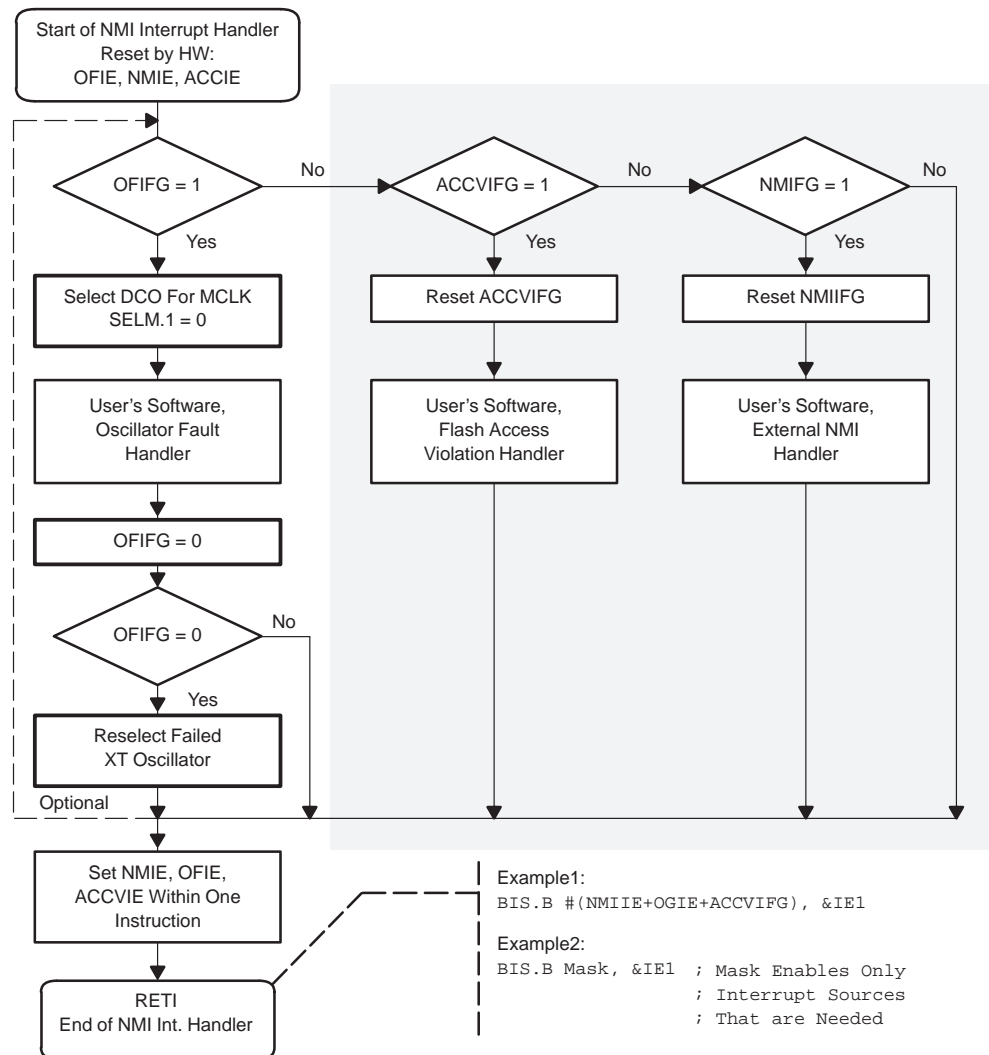 Start of NMI Interrupt Handler
Reset by HW:
OFIE, NMIE, ACCIE
OFIFG = 1
No
ACCVIFG = 1
No
NMIFG = 1
No
Yes
Yes
Yes
Select DCO For MCLK
SELM.1 = 0
Reset ACCVIFG
Reset NMIIFG
User's Software,
Oscillator Fault
Handler
User's Software,
Flash Access
Violation Handler
User's Software,
External NMI
Handler
OFIFG = 0
OFIFG = 0
No
Yes
Reselect Failed
XT Oscillator
Optional
Set NMIE, OFIE,
ACCVIE Within One
Instruction
RETI
End of NMI Int. Handler
Example1:
BIS.B #(NMIIE+OGIE+ACCVIFG), &IE1
Example2:
BIS.B Mask, &IE1 ; Mask Enables Only
; Interrupt Sources
; That are Needed